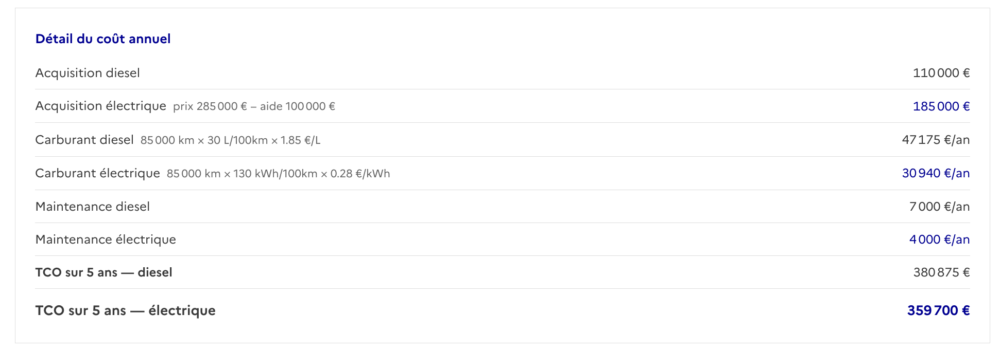 Détail du coût annuel
Acquisition diesel 110 000 €
Acquisition électrique prix 285 000 € – aide 100 000 € 185 000 €
Carburant diesel 85 000 km × 30 L/100km × 1.85 €/L 47 175 €/an
Carburant électrique 85 000 km × 130 kWh/100km × 0.28 €/kWh 30 940 €/an
Maintenance diesel 7 000 €/an
Maintenance électrique 4 000 €/an
TCO sur 5 ans — diesel 380 875 €
TCO sur 5 ans — électrique 359 700 €